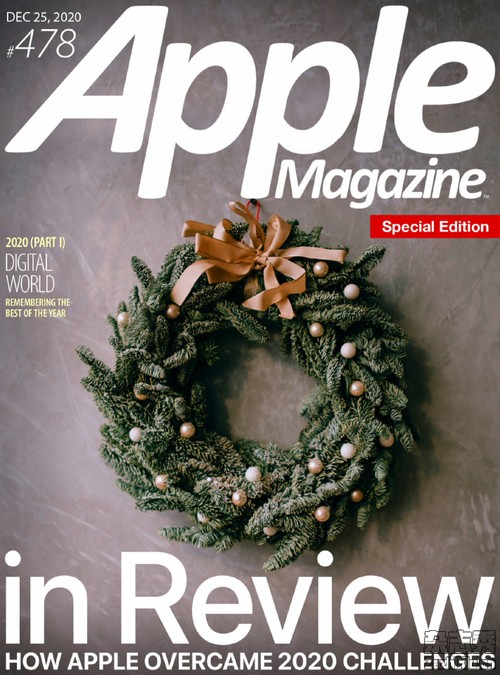 DEC 25, 2020
#478
Apple
Magazine
Special Edition
2020 (PART I)
DIGITAL
WORLD
REMEMBERING THE
BEST OF THE YEAR
in Review
HOW APPLE OVERCAME 2020 CHALLENGES